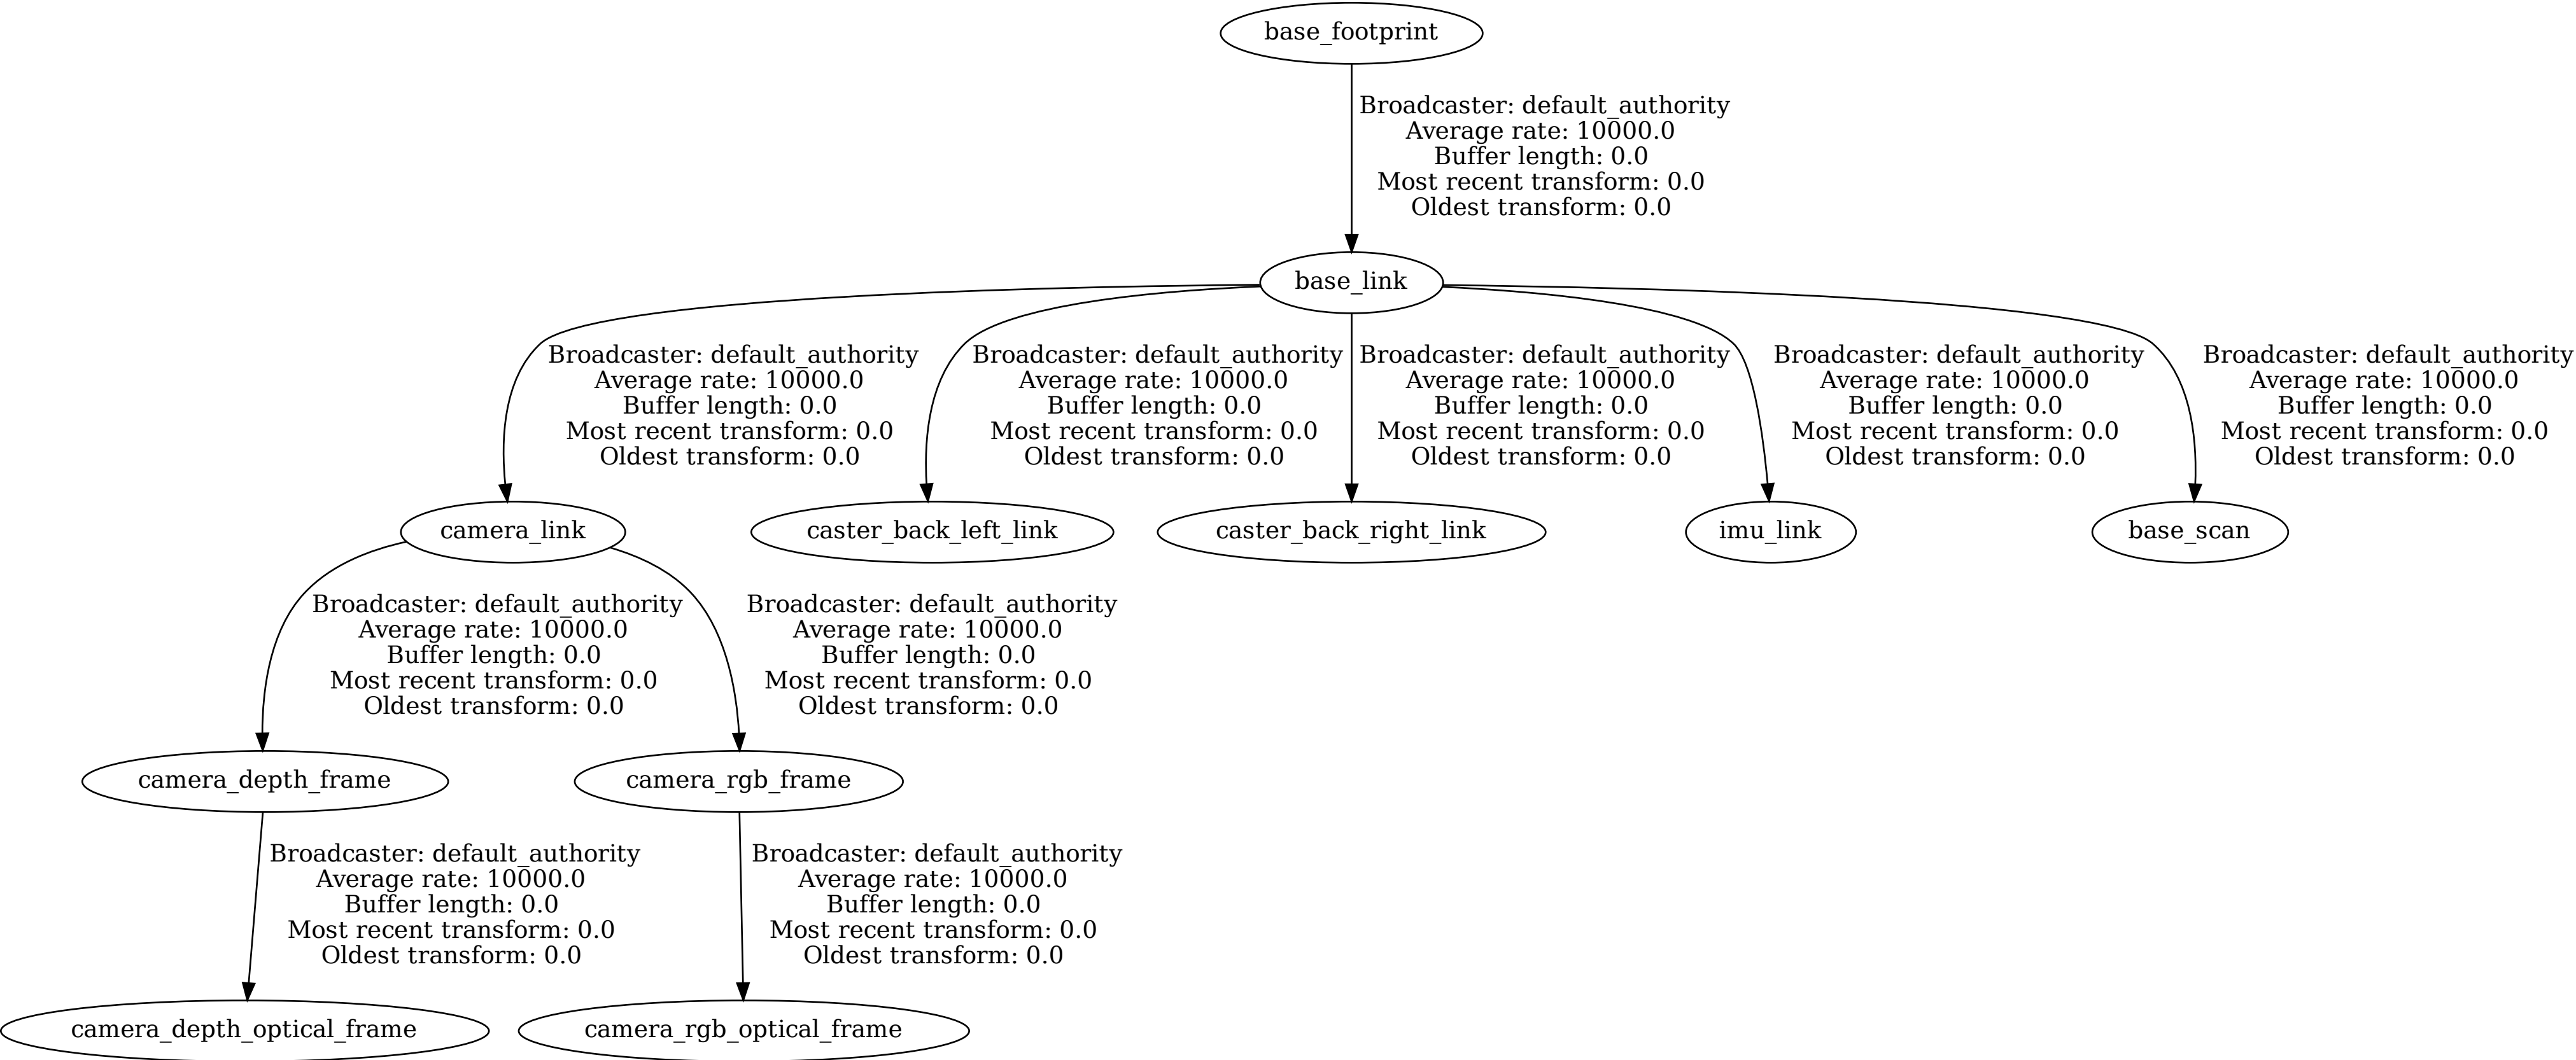 base_footprint
Broadcaster: default_authority
Average rate: 10000.0
Buffer length: 0.0
Most recent transform: 0.0
Oldest transform: 0.0
base_link
Broadcaster: default_authority
Average rate: 10000.0
Buffer length: 0.0
Most recent transform: 0.0
Oldest transform: 0.0
Broadcaster: default_authority
Average rate: 10000.0
Buffer length: 0.0
Most recent transform: 0.0
Oldest transform: 0.0
Broadcaster: default_authority
Average rate: 10000.0
Buffer length: 0.0
Most recent transform: 0.0
Oldest transform: 0.0
Broadcaster: default_authority
Average rate: 10000.0
Buffer length: 0.0
Most recent transform: 0.0
Oldest transform: 0.0
Broadcaster: default_authority
Average rate: 10000.0
Buffer length: 0.0
Most recent transform: 0.0
Oldest transform: 0.0
camera_link
caster_back_left_link
caster_back_right_link
imu_link
base_scan
Broadcaster: default_authority
Average rate: 10000.0
Buffer length: 0.0
Most recent transform: 0.0
Oldest transform: 0.0
Broadcaster: default_authority
Average rate: 10000.0
Buffer length: 0.0
Most recent transform: 0.0
Oldest transform: 0.0
camera_depth_frame
camera_rgb_frame
Broadcaster: default_authority
Average rate: 10000.0
Buffer length: 0.0
Most recent transform: 0.0
Oldest transform: 0.0
Broadcaster: default_authority
Average rate: 10000.0
Buffer length: 0.0
Most recent transform: 0.0
Oldest transform: 0.0
camera_depth_optical_frame
camera_rgb_optical_frame